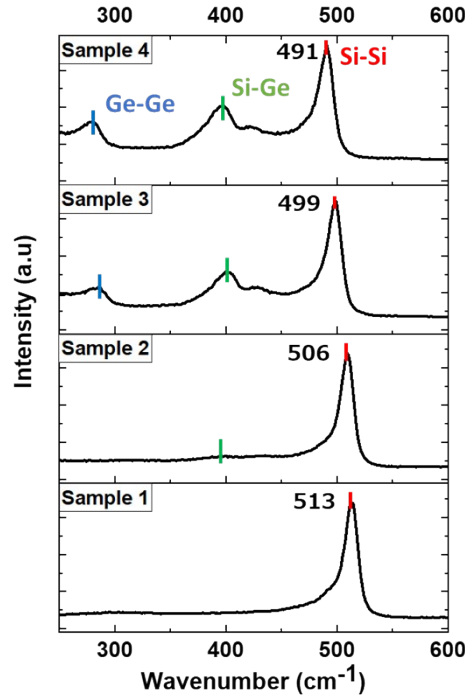 300 400 500 600
Sample 4
491
Si-Si
Si-Ge
Ge-Ge
Sample 3
499
Sample 2
506
Sample 1
513
Intensity (a.u)
300 400 500 600
Wavenumber (cm⁻¹)